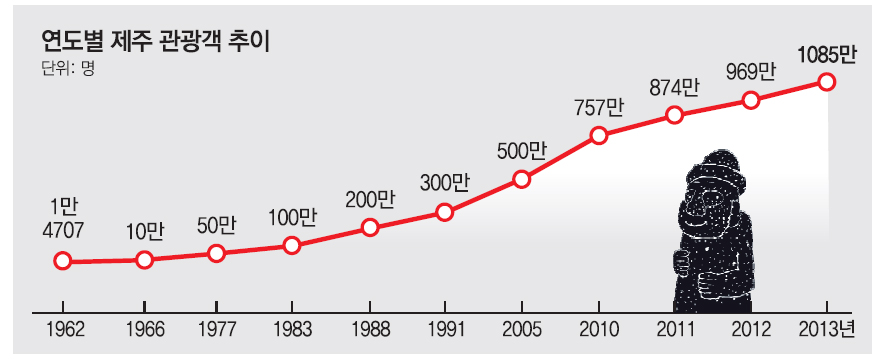 연도별 제주 관광객 추이
단위: 명
1만
4707
10만
50만
100만
200만
300만
500만
757만
874만
969만
1085만
1962
1966
1977
1983
1988
1991
2005
2010
2011
2012
2013년